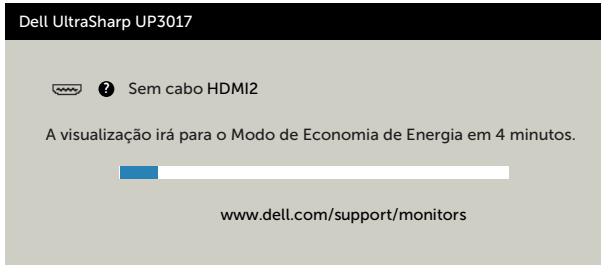 Dell UltraSharp UP3017
? Sem cabo HDMI2
A visualização irá para o Modo de Economia de Energia em 4 minutos.
www.dell.com/support/monitors